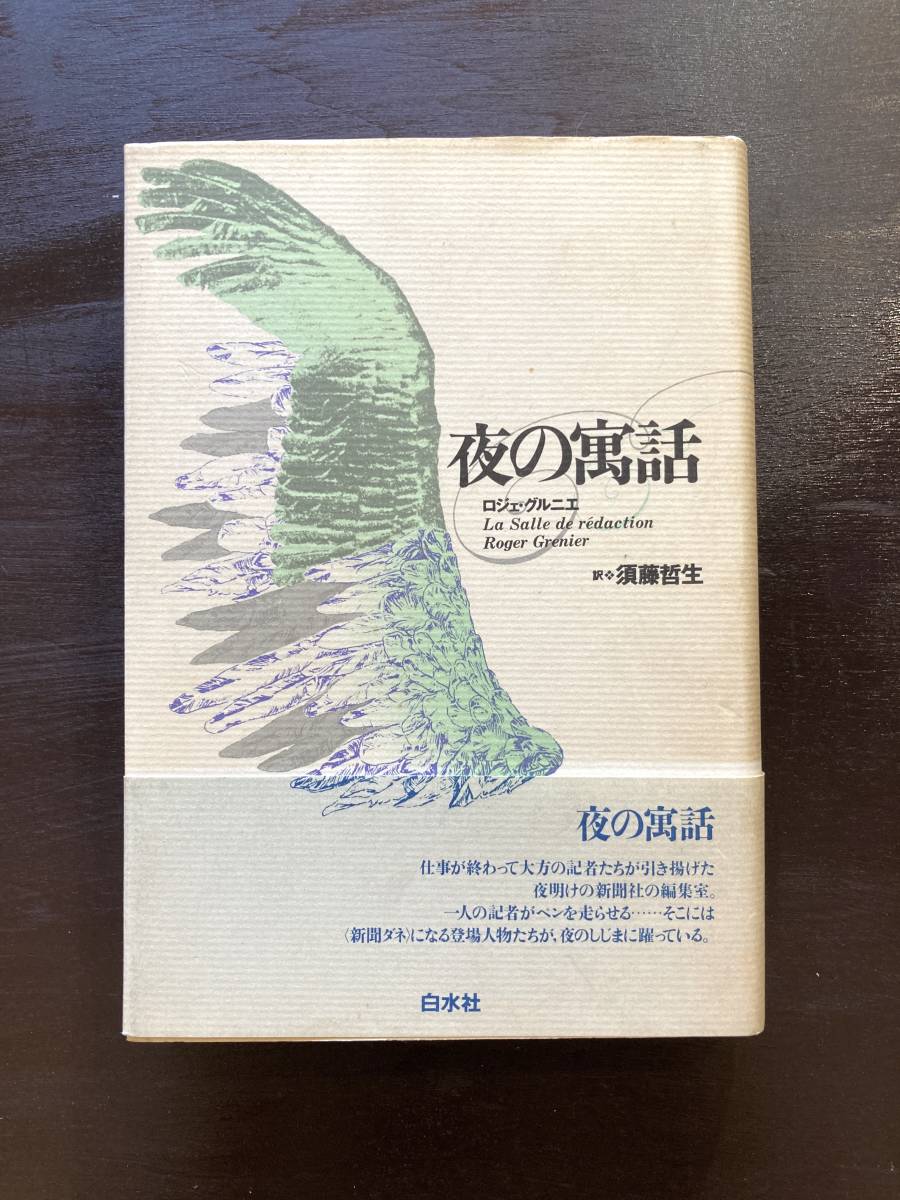 夜の寓話
ロジェ・グルニエ
La Salle de rédaction
Roger Grenier
訳❖須藤哲生
夜の寓話
仕事が終わって大方の記者たちが引き揚げた
夜明けの新聞社の編集室。
一人の記者がペンを走らせる……そこには
〈新聞ダネ〉になる登場人物たちが、夜のしじまに躍っている。
白水社